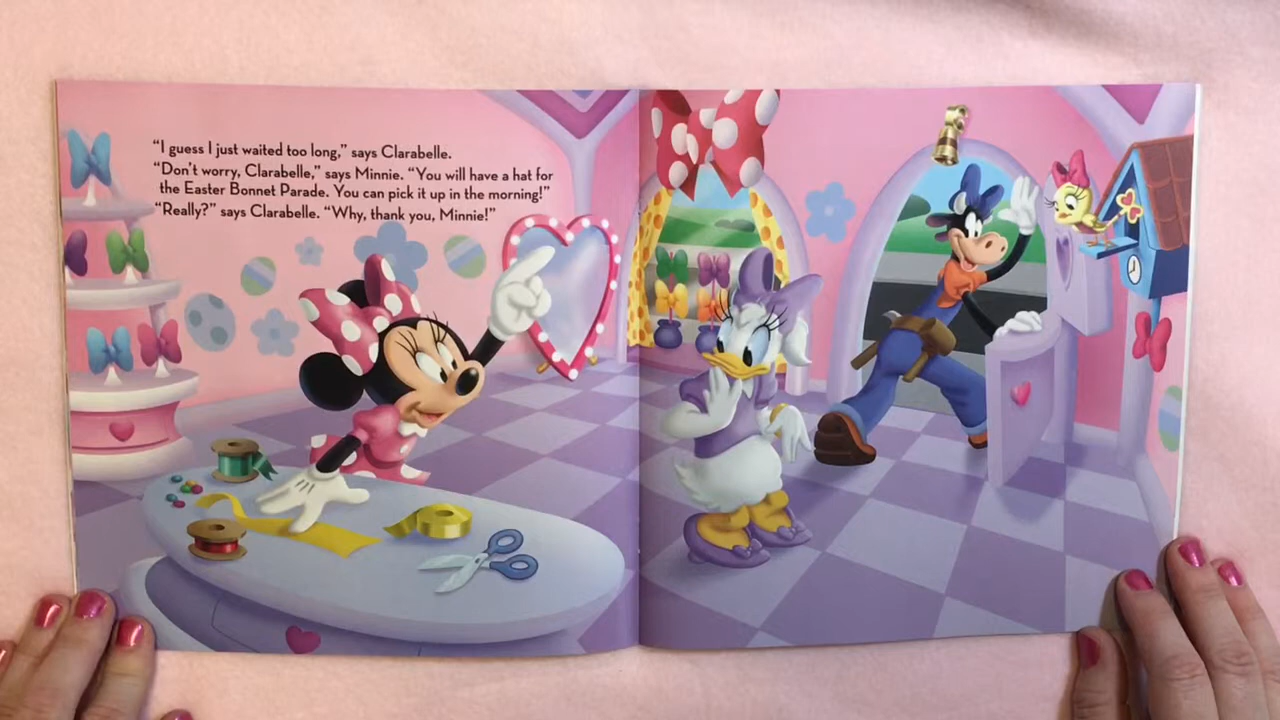 “I guess I just waited too long,” says Clarabelle.
“Don’t worry, Clarabelle,” says Minnie. “You will have a hat for
the Easter Bonnet Parade. You can pick it up in the morning!”
“Really?” says Clarabelle. “Why, thank you, Minnie!”